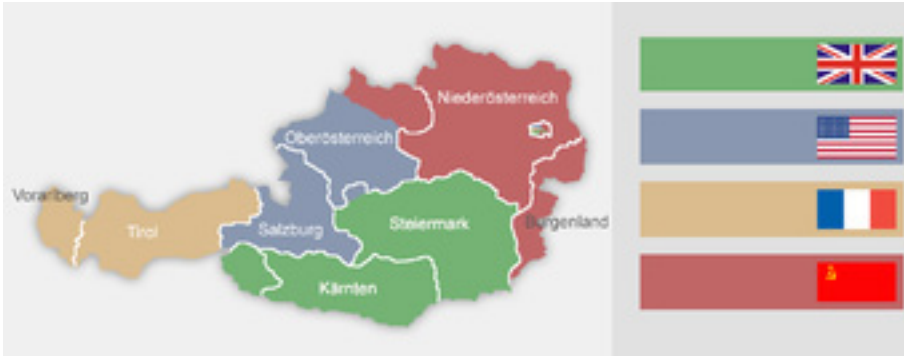 Niederösterreich
Oberösterreich
Vorarlberg
Tirol
Salzburg
Steiermark
Burgenland
Kärnten